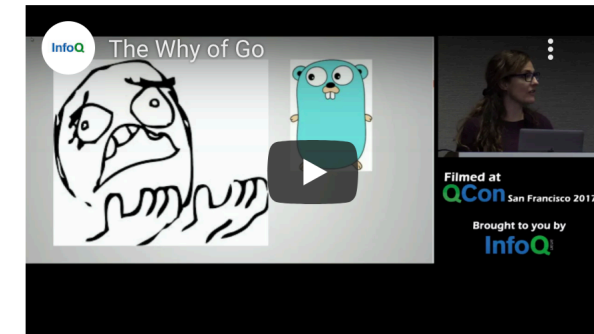 InfoQ
The Why of Go
Filmed at
QCon San Francisco 2017
Brought to you by
InfoQ